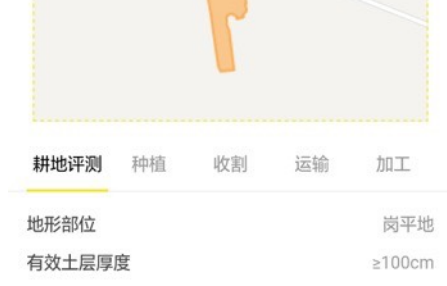 耕地评测 种植 收割 运输 加工
地形部位 岗平地
有效土层厚度 ≥100cm